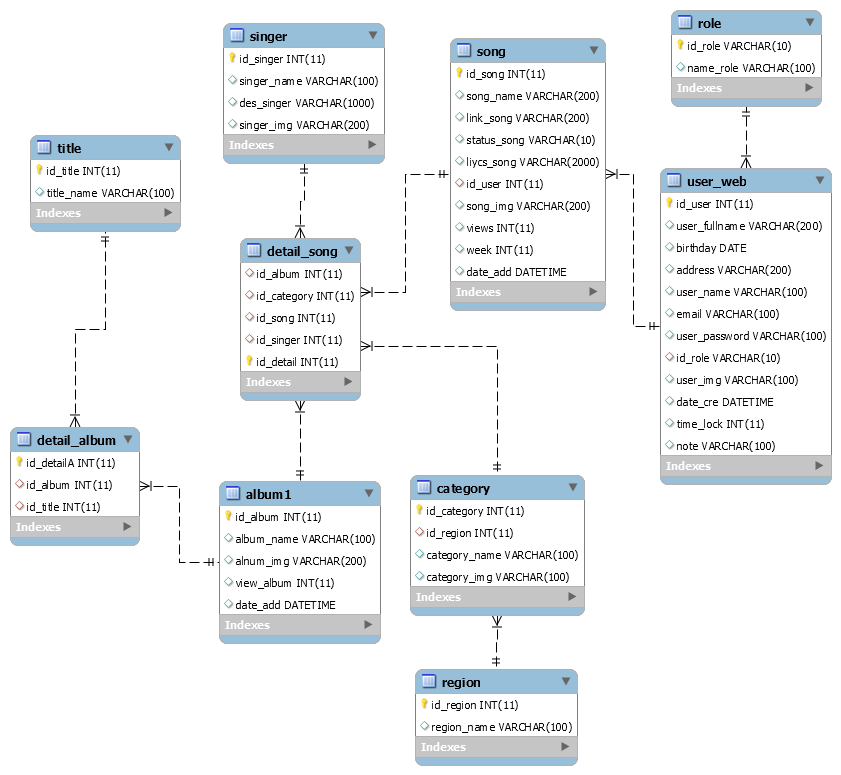 singer
id_singer INT(11)
singer_name VARCHAR(100)
des_singer VARCHAR(1000)
singer_img VARCHAR(200)
Indexes
song
id_song INT(11)
song_name VARCHAR(200)
link_song VARCHAR(200)
status_song VARCHAR(10)
liycs_song VARCHAR(2000)
id_user INT(11)
song_img VARCHAR(200)
views INT(11)
week INT(11)
date_add DATETIME
Indexes
role
id_role VARCHAR(10)
name_role VARCHAR(100)
Indexes
title
id_title INT(11)
title_name VARCHAR(100)
Indexes
user_web
id_user INT(11)
user_fullname VARCHAR(200)
birthday DATE
address VARCHAR(200)
user_name VARCHAR(100)
email VARCHAR(100)
user_password VARCHAR(100)
id_role VARCHAR(10)
user_img VARCHAR(100)
date_cre DATETIME
time_lock INT(11)
note VARCHAR(100)
Indexes
detail_song
id_album INT(11)
id_category INT(11)
id_song INT(11)
id_singer INT(11)
id_detail INT(11)
Indexes
detail_album
id_detailA INT(11)
id_album INT(11)
id_title INT(11)
Indexes
album1
id_album INT(11)
album_name VARCHAR(100)
alnum_img VARCHAR(200)
view_album INT(11)
date_add DATETIME
Indexes
category
id_category INT(11)
id_region INT(11)
category_name VARCHAR(100)
category_img VARCHAR(100)
Indexes
region
id_region INT(11)
region_name VARCHAR(100)
Indexes